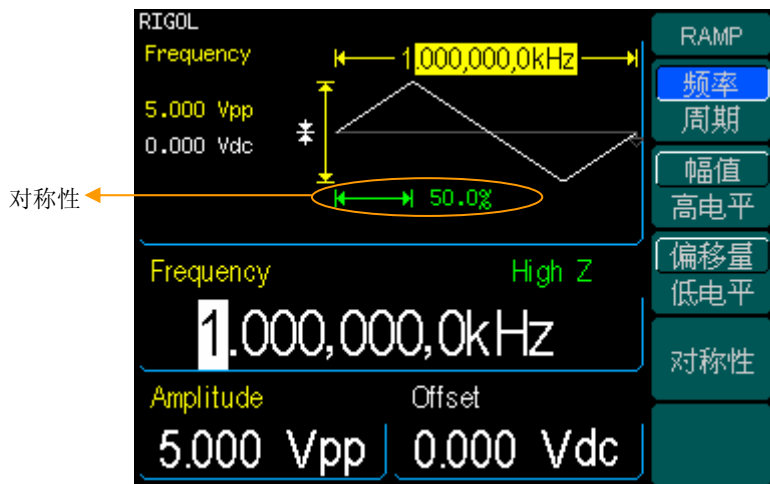 RIGOL
Frequency
1.000,000,0kHz
5.000 Vpp
0.000 Vdc
对称性
50.0%
Frequency
High Z
1.000,000,0kHz
Amplitude
Offset
5.000 Vpp
0.000 Vdc
RAMP
频率
周期
幅值
高电平
偏移量
低电平
对称性